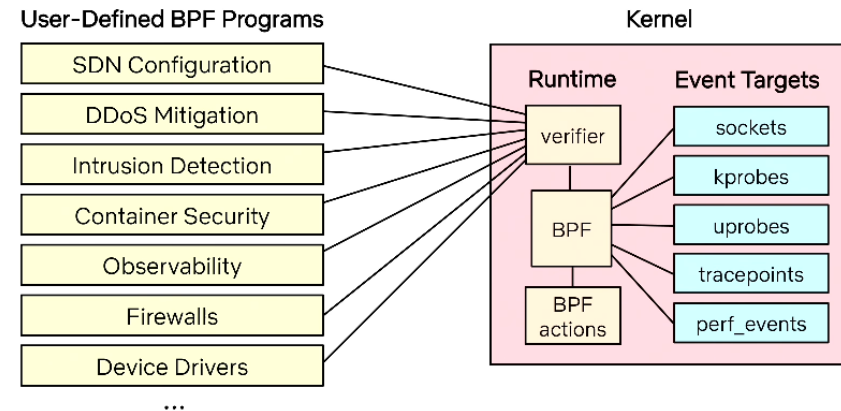 User-Defined BPF Programs
SDN Configuration
DDoS Mitigation
Intrusion Detection
Container Security
Observability
Firewalls
Device Drivers
...
Kernel
Runtime
verifier
BPF
BPF
actions
Event Targets
sockets
kprobes
uprobes
tracepoints
perf_events